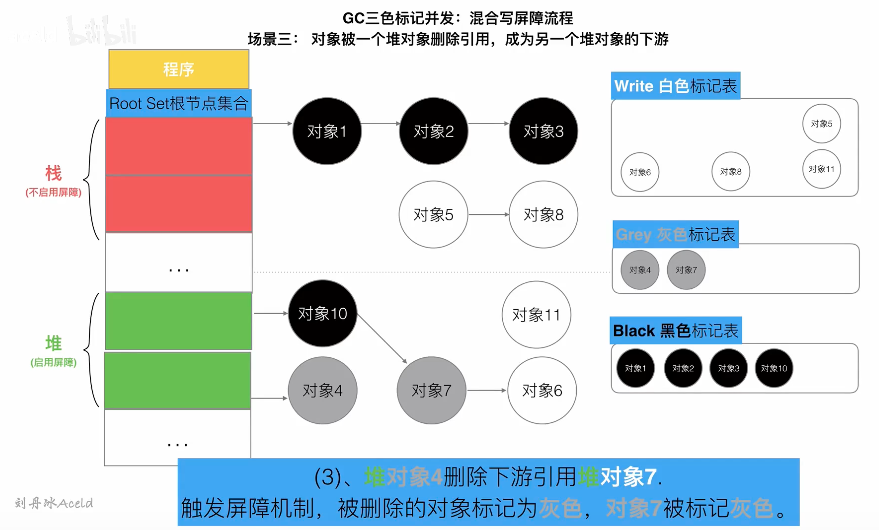 GC三色标记并发：混合写屏障流程
场景三： 对象被一个堆对象删除引用，成为另一个堆对象的下游
程序
Root Set根节点集合
栈
(不启用屏障)
···
堆
(启用屏障)
···
对象1
对象2
对象3
对象5
对象8
对象10
对象11
对象4
对象7
对象6
Write 白色标记表
对象5
对象6
对象8
对象11
Grey 灰色标记表
对象4
对象7
Black 黑色标记表
对象1
对象2
对象3
对象10
(3)、堆对象4删除下游引用堆对象7.
触发屏障机制，被删除的对象标记为灰色，对象7被标记灰色。
刘丹冰Aceld